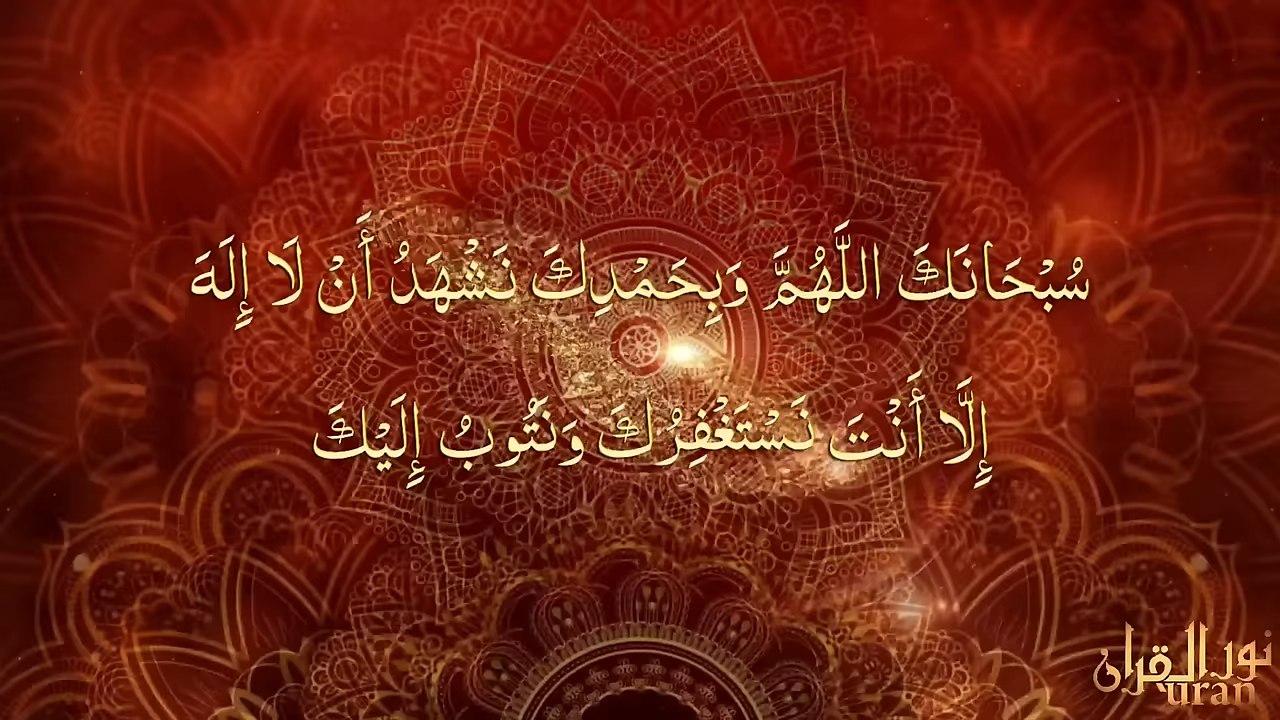 سُبْحَانَكَ اللَّهُمَّ وَبِحَمْدِكَ نَشْهَدُ أَنْ لَا إِلَهَ
إِلَّا أَنْتَ نَسْتَغْفِرُكَ وَنَتُوبُ إِلَيْكَ
نور القرآن
uran